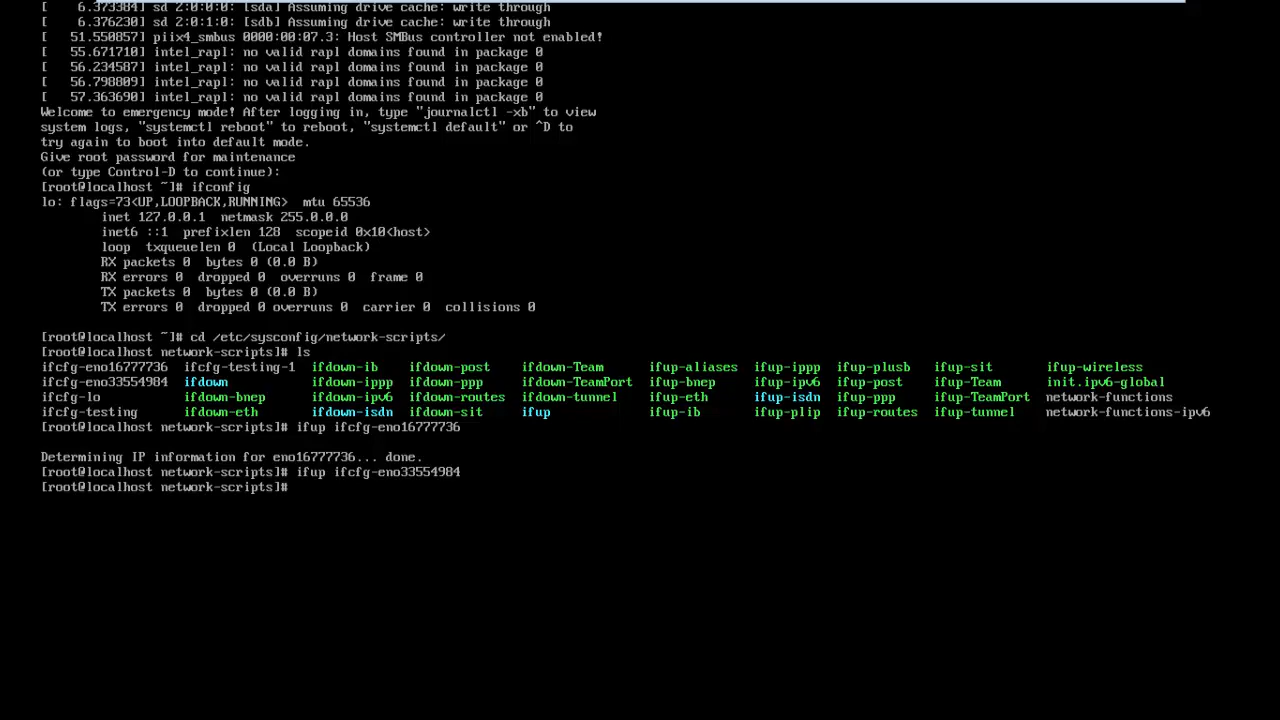 [    6.373384] sd 2:0:0:0: [sda] Assuming drive cache: write through
[    6.376230] sd 2:0:1:0: [sdb] Assuming drive cache: write through
[   51.550857] piix4_smbus 0000:00:07.3: Host SMBus controller not enabled!
[   55.671710] intel_rapl: no valid rapl domains found in package 0
[   56.234587] intel_rapl: no valid rapl domains found in package 0
[   56.798809] intel_rapl: no valid rapl domains found in package 0
[   57.363690] intel_rapl: no valid rapl domains found in package 0
Welcome to emergency mode! After logging in, type "journalctl -xb" to view
system logs, "systemctl reboot" to reboot, "systemctl default" or ^D to
try again to boot into default mode.
Give root password for maintenance
(or type Control-D to continue):
[root@localhost ~]# ifconfig
lo: flags=73<UP,LOOPBACK,RUNNING>  mtu 65536
        inet 127.0.0.1  netmask 255.0.0.0
        inet6 ::1  prefixlen 128  scopeid 0x10<host>
        loop  txqueuelen 0  (Local Loopback)
        RX packets 0  bytes 0 (0.0 B)
        RX errors 0  dropped 0  overruns 0  frame 0
        TX packets 0  bytes 0 (0.0 B)
        TX errors 0  dropped 0 overruns 0  carrier 0  collisions 0
[root@localhost ~]# cd /etc/sysconfig/network-scripts/
[root@localhost network-scripts]# ls
ifcfg-eno16777736  ifcfg-testing-1  ifdown-ib    ifdown-post    ifdown-Team      ifup-aliases  ifup-ippp  ifup-plusb   ifup-sit       ifup-wireless
ifcfg-eno33554984  ifdown           ifdown-ippp  ifdown-ppp     ifdown-TeamPort  ifup-bnep     ifup-ipv6  ifup-post    ifup-Team      init.ipv6-global
ifcfg-lo           ifdown-bnep      ifdown-ipv6  ifdown-routes  ifdown-tunnel    ifup-eth      ifup-isdn  ifup-ppp     ifup-TeamPort  network-functions
ifcfg-testing      ifdown-eth       ifdown-isdn  ifdown-sit     ifup             ifup-ib       ifup-plip  ifup-routes  ifup-tunnel    network-functions-ipv6
[root@localhost network-scripts]# ifup ifcfg-eno16777736
Determining IP information for eno16777736... done.
[root@localhost network-scripts]# ifup ifcfg-eno33554984
[root@localhost network-scripts]#